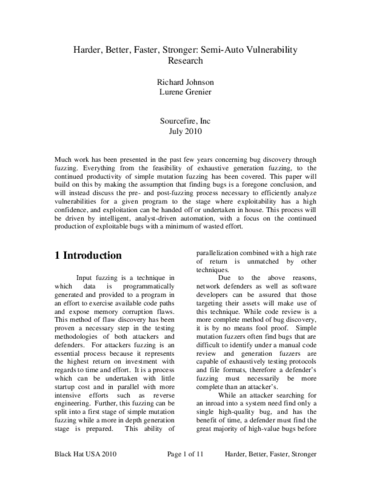 Harder, Better, Faster, Stronger: Semi-Auto Vulnerability
Research
Richard Johnson
Lurene Grenier
Sourcefire, Inc
July 2010
Much work has been presented in the past few years concerning bug discovery through
fuzzing. Everything from the feasibility of exhaustive generation fuzzing, to the
continued productivity of simple mutation fuzzing has been covered. This paper will
build on this by making the assumption that finding bugs is a foregone conclusion, and
will instead discuss the pre- and post-fuzzing process necessary to efficiently analyze
vulnerabilities for a given program to the stage where exploitability has a high
confidence, and exploitation can be handed off or undertaken in house. This process will
be driven by intelligent, analyst-driven automation, with a focus on the continued
production of exploitable bugs with a minimum of wasted effort.
1 Introduction
Input fuzzing is a technique in
which data is programmatically
generated and provided to a program in
an effort to exercise available code paths
and expose memory corruption flaws.
This method of flaw discovery has been
proven a necessary step in the testing
methodologies of both attackers and
defenders. For attackers fuzzing is an
essential process because it represents
the highest return on investment with
regards to time and effort. It is a process
which can be undertaken with little
startup cost and in parallel with more
intensive efforts such as reverse
engineering. Further, this fuzzing can be
split into a first stage of simple mutation
fuzzing while a more in depth generation
stage is prepared. This ability of
parallelization combined with a high rate
of return is unmatched by other
techniques.
Due to the above reasons,
network defenders as well as software
developers can be assured that those
targeting their assets will make use of
this technique. While code review is a
more complete method of bug discovery,
it is by no means fool proof. Simple
mutation fuzzers often find bugs that are
difficult to identify under a manual code
review and generation fuzzers are
capable of exhaustively testing protocols
and file formats, therefore a defender's
fuzzing must necessarily be more
complete than an attacker's.
While an attacker searching for
an inroad into a system need find only a
single high-quality bug, and has the
benefit of time, a defender must find the
great majority of high-value bugs before
Black Hat USA 2010
Page 1 of 11
Harder, Better, Faster, Stronger